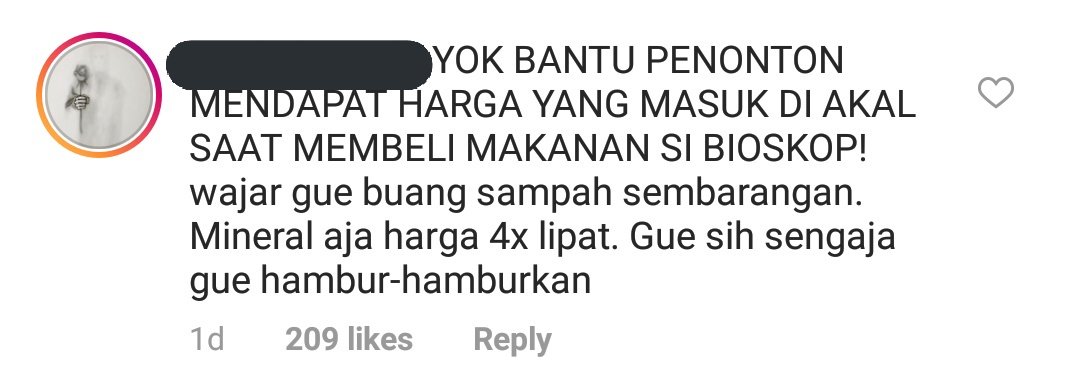 YOK BANTU PENONTON
MENDAPAT HARGA YANG MASUK DI AKAL
SAAT MEMBELI MAKANAN SI BIOSKOP!
wajar gue buang sampah sembarangan.
Mineral aja harga 4x lipat. Gue sih sengaja
gue hambur-hamburkan
1d 209 likes Reply